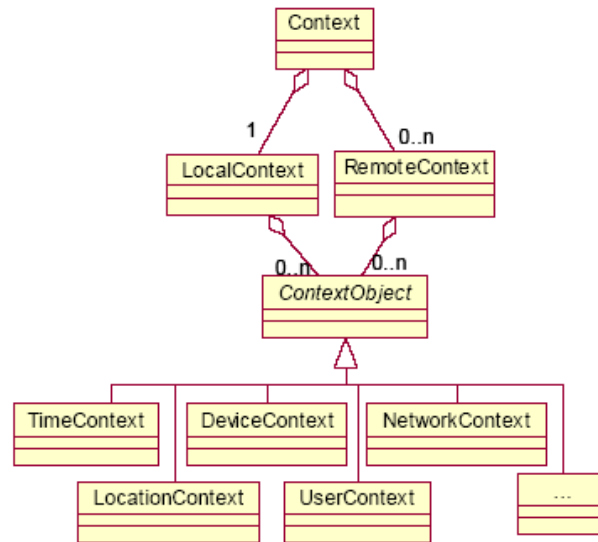 Context
1
0..n
LocalContext
RemoteContext
0..n
0..n
ContextObject
TimeContext
DeviceContext
NetworkContext
LocationContext
UserContext
...